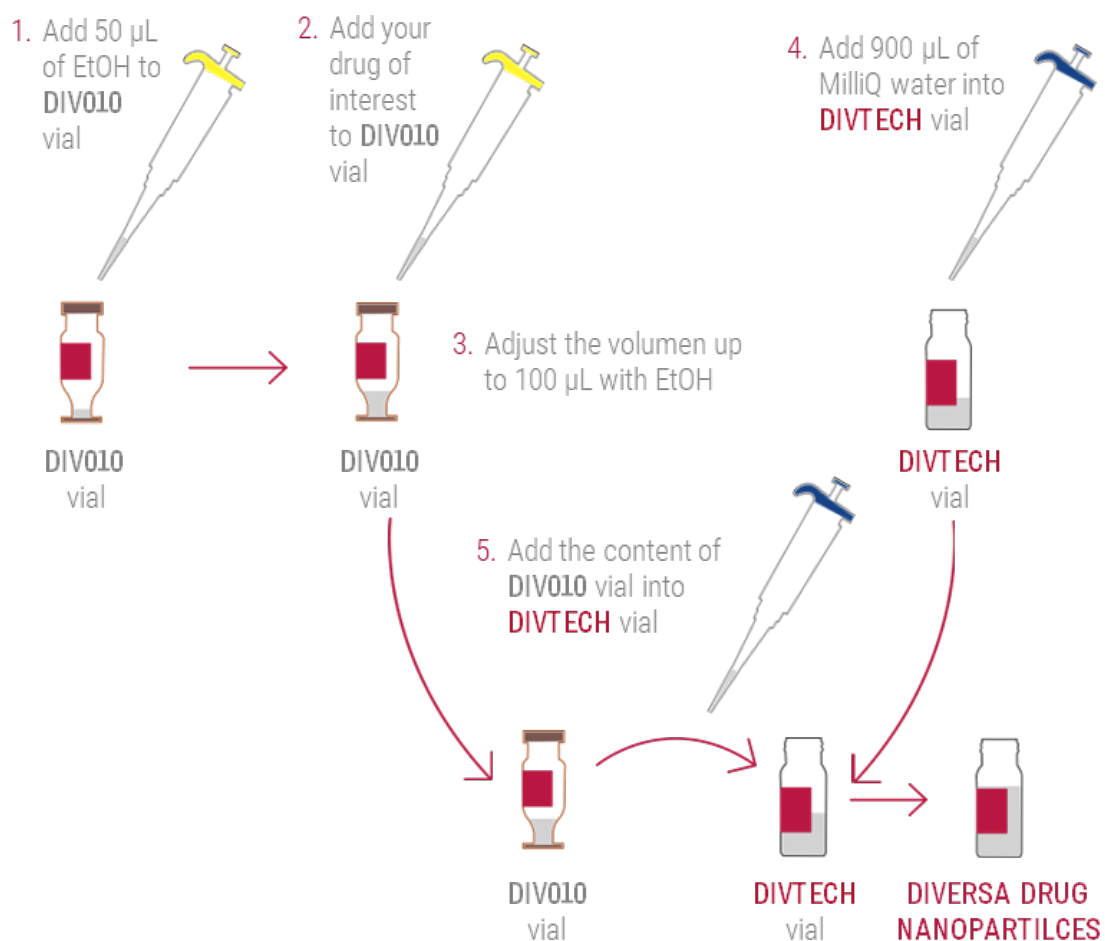 1. Add 50 µL
of EtOH to
DIV010
vial
2. Add your
drug of
interest
to DIV010
vial
4. Add 900 µL of
MilliQ water into
DIVTECH vial
3. Adjust the volumen up
to 100 µL with EtOH
DIV010
vial
DIV010
vial
DIVTECH
vial
5. Add the content of
DIV010 vial into
DIVTECH vial
DIV010
vial
DIVTECH
vial
DIVERSA DRUG
NANOPARTILCES